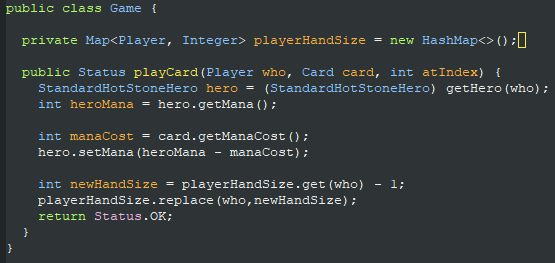 public class Game {
private Map<Player, Integer> playerHandSize = new HashMap<>();
public Status playCard(Player who, Card card, int atIndex) {
StandardHotStoneHero hero = (StandardHotStoneHero) getHero(who);
int heroMana = hero.getMana();
int manaCost = card.getManaCost();
hero.setMana(heroMana - manaCost);
int newHandSize = playerHandSize.get(who) - 1;
playerHandSize.replace(who,newHandSize);
return Status.OK;
}
}